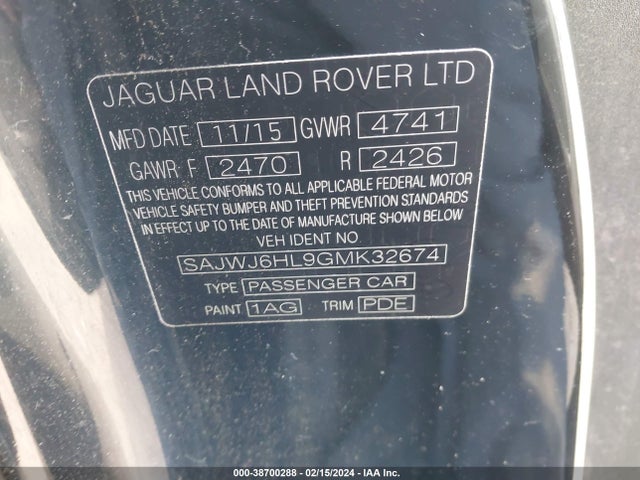 JAGUAR LAND ROVER LTD
MFD DATE 11/15 GVWR 4741
GAWR F 2470 R 2426
THIS VEHICLE CONFORMS TO ALL APPLICABLE FEDERAL MOTOR
VEHICLE SAFETY BUMPER AND THEFT PREVENTION STANDARDS
IN EFFECT UP TO THE DATE OF MANUFACTURE SHOWN BELOW
VEH IDENT NO
SAJWJ6HL9GMK32674
TYPE PASSENGER CAR
PAINT 1AG TRIM PDE
000-38700288 - 02/15/2024 - IAA Inc.